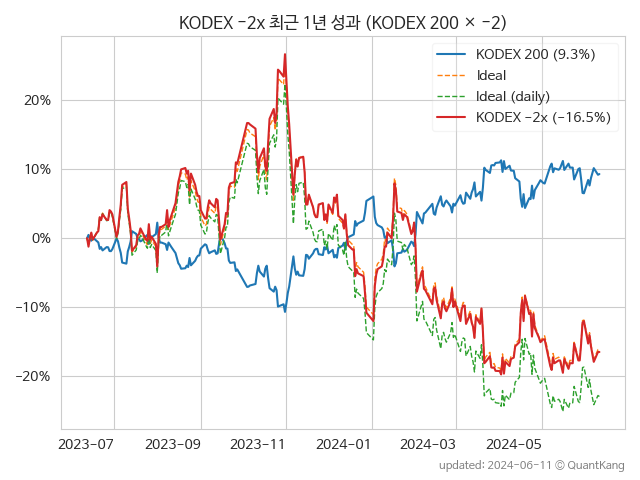 KODEX −2x 최근 1년 성과 (KODEX 200 × −2)
KODEX 200 (9.3%)
Ideal
Ideal (daily)
KODEX −2x (−16.5%)
20%
10%
0%
−10%
−20%
2023-07 2023-09 2023-11 2024-01 2024-03 2024-05
updated: 2024-06-11 ⓒ QuantKang